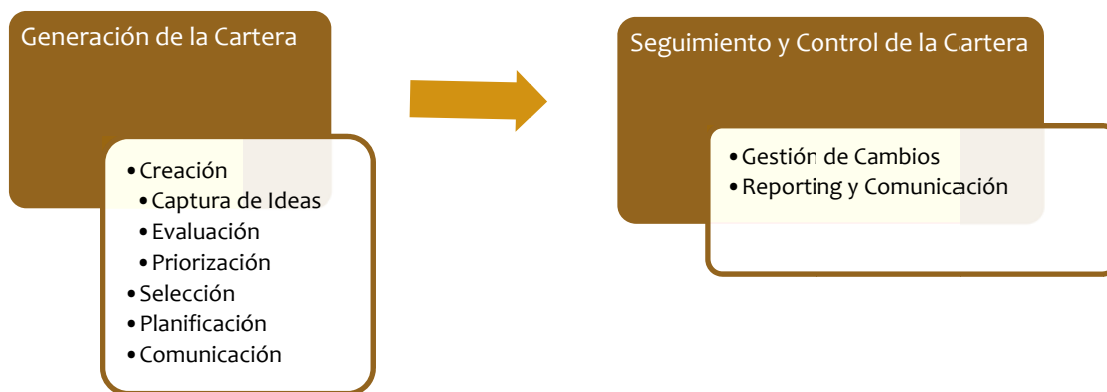 Generación de la Cartera
• Creación
• Captura de Ideas
• Evaluación
• Priorización
• Selección
• Planificación
• Comunicación
Seguimiento y Control de la Cartera
• Gestión de Cambios
• Reporting y Comunicación